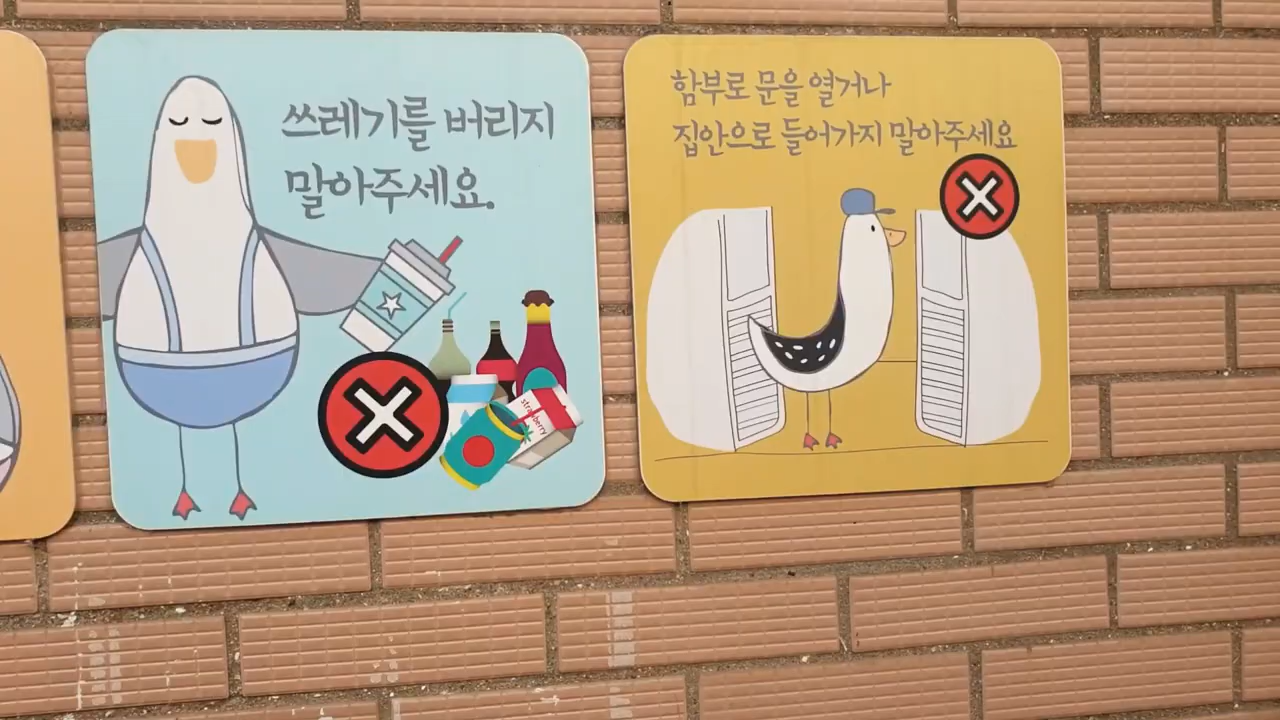 쓰레기를 버리지
말아주세요.
strawberry
함부로 문을 열거나
집안으로 들어가지 말아주세요